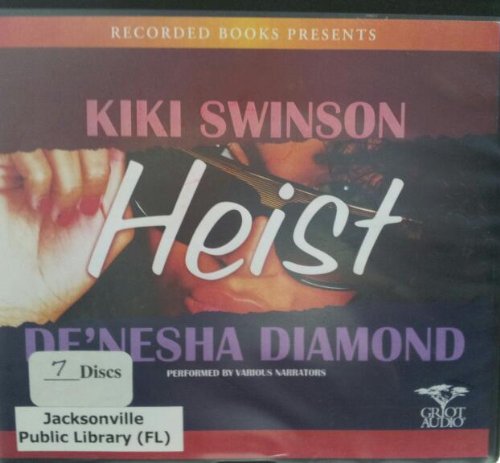 RECORDED BOOKS PRESENTS
KIKI SWINSON
Heist
DE'NESHA DIAMOND
PERFORMED BY VARIOUS NARRATORS
7 Discs
Jacksonville
Public Library (FL)
GRIOT
AUDIO